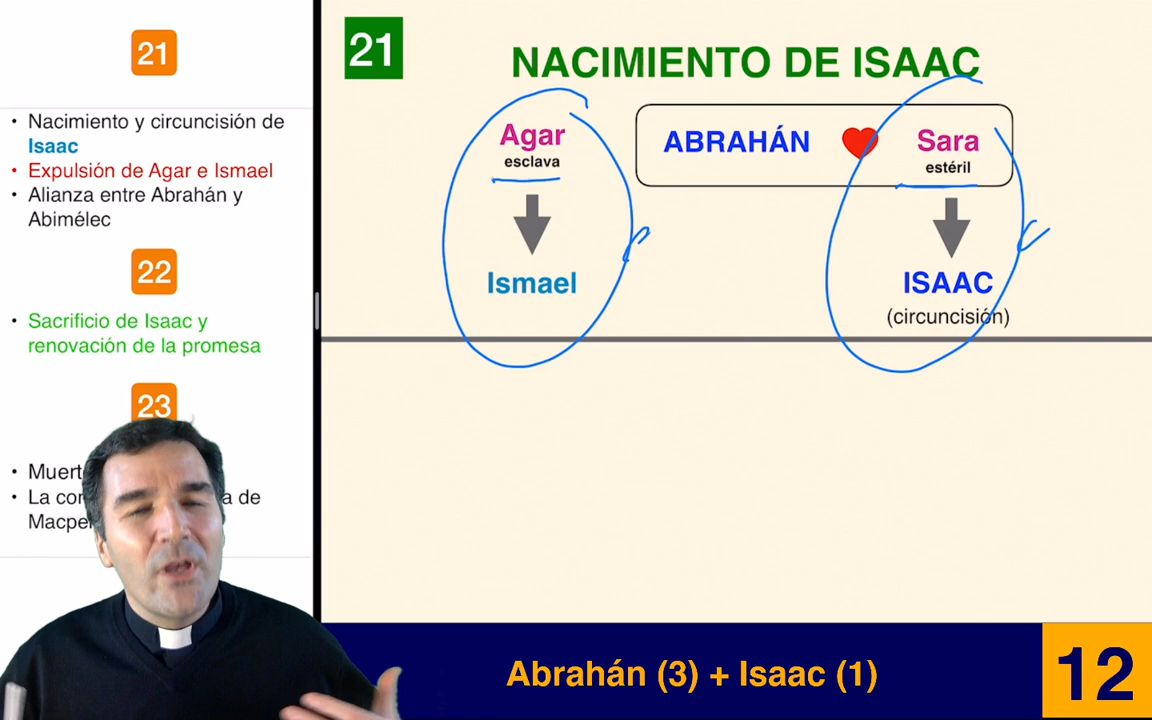 21
• Nacimiento y circuncisión de
Isaac
• Expulsión de Agar e Ismael
• Alianza entre Abrahán y
Abimélec
22
• Sacrificio de Isaac y
renovación de la promesa
23
• Muert
• La con a de
Macpe
21
NACIMIENTO DE ISAAC
Agar
esclava
Ismael
ABRAHÁN
Sara
estéril
ISAAC
(circuncisión)
Abrahán (3) + Isaac (1)
12